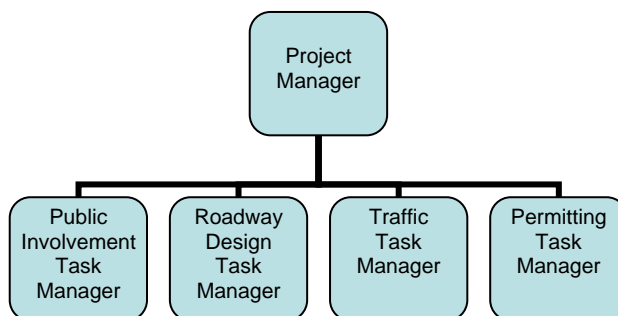 Project
Manager
Public
Involvement
Task
Manager
Roadway
Design
Task
Manager
Traffic
Task
Manager
Permitting
Task
Manager